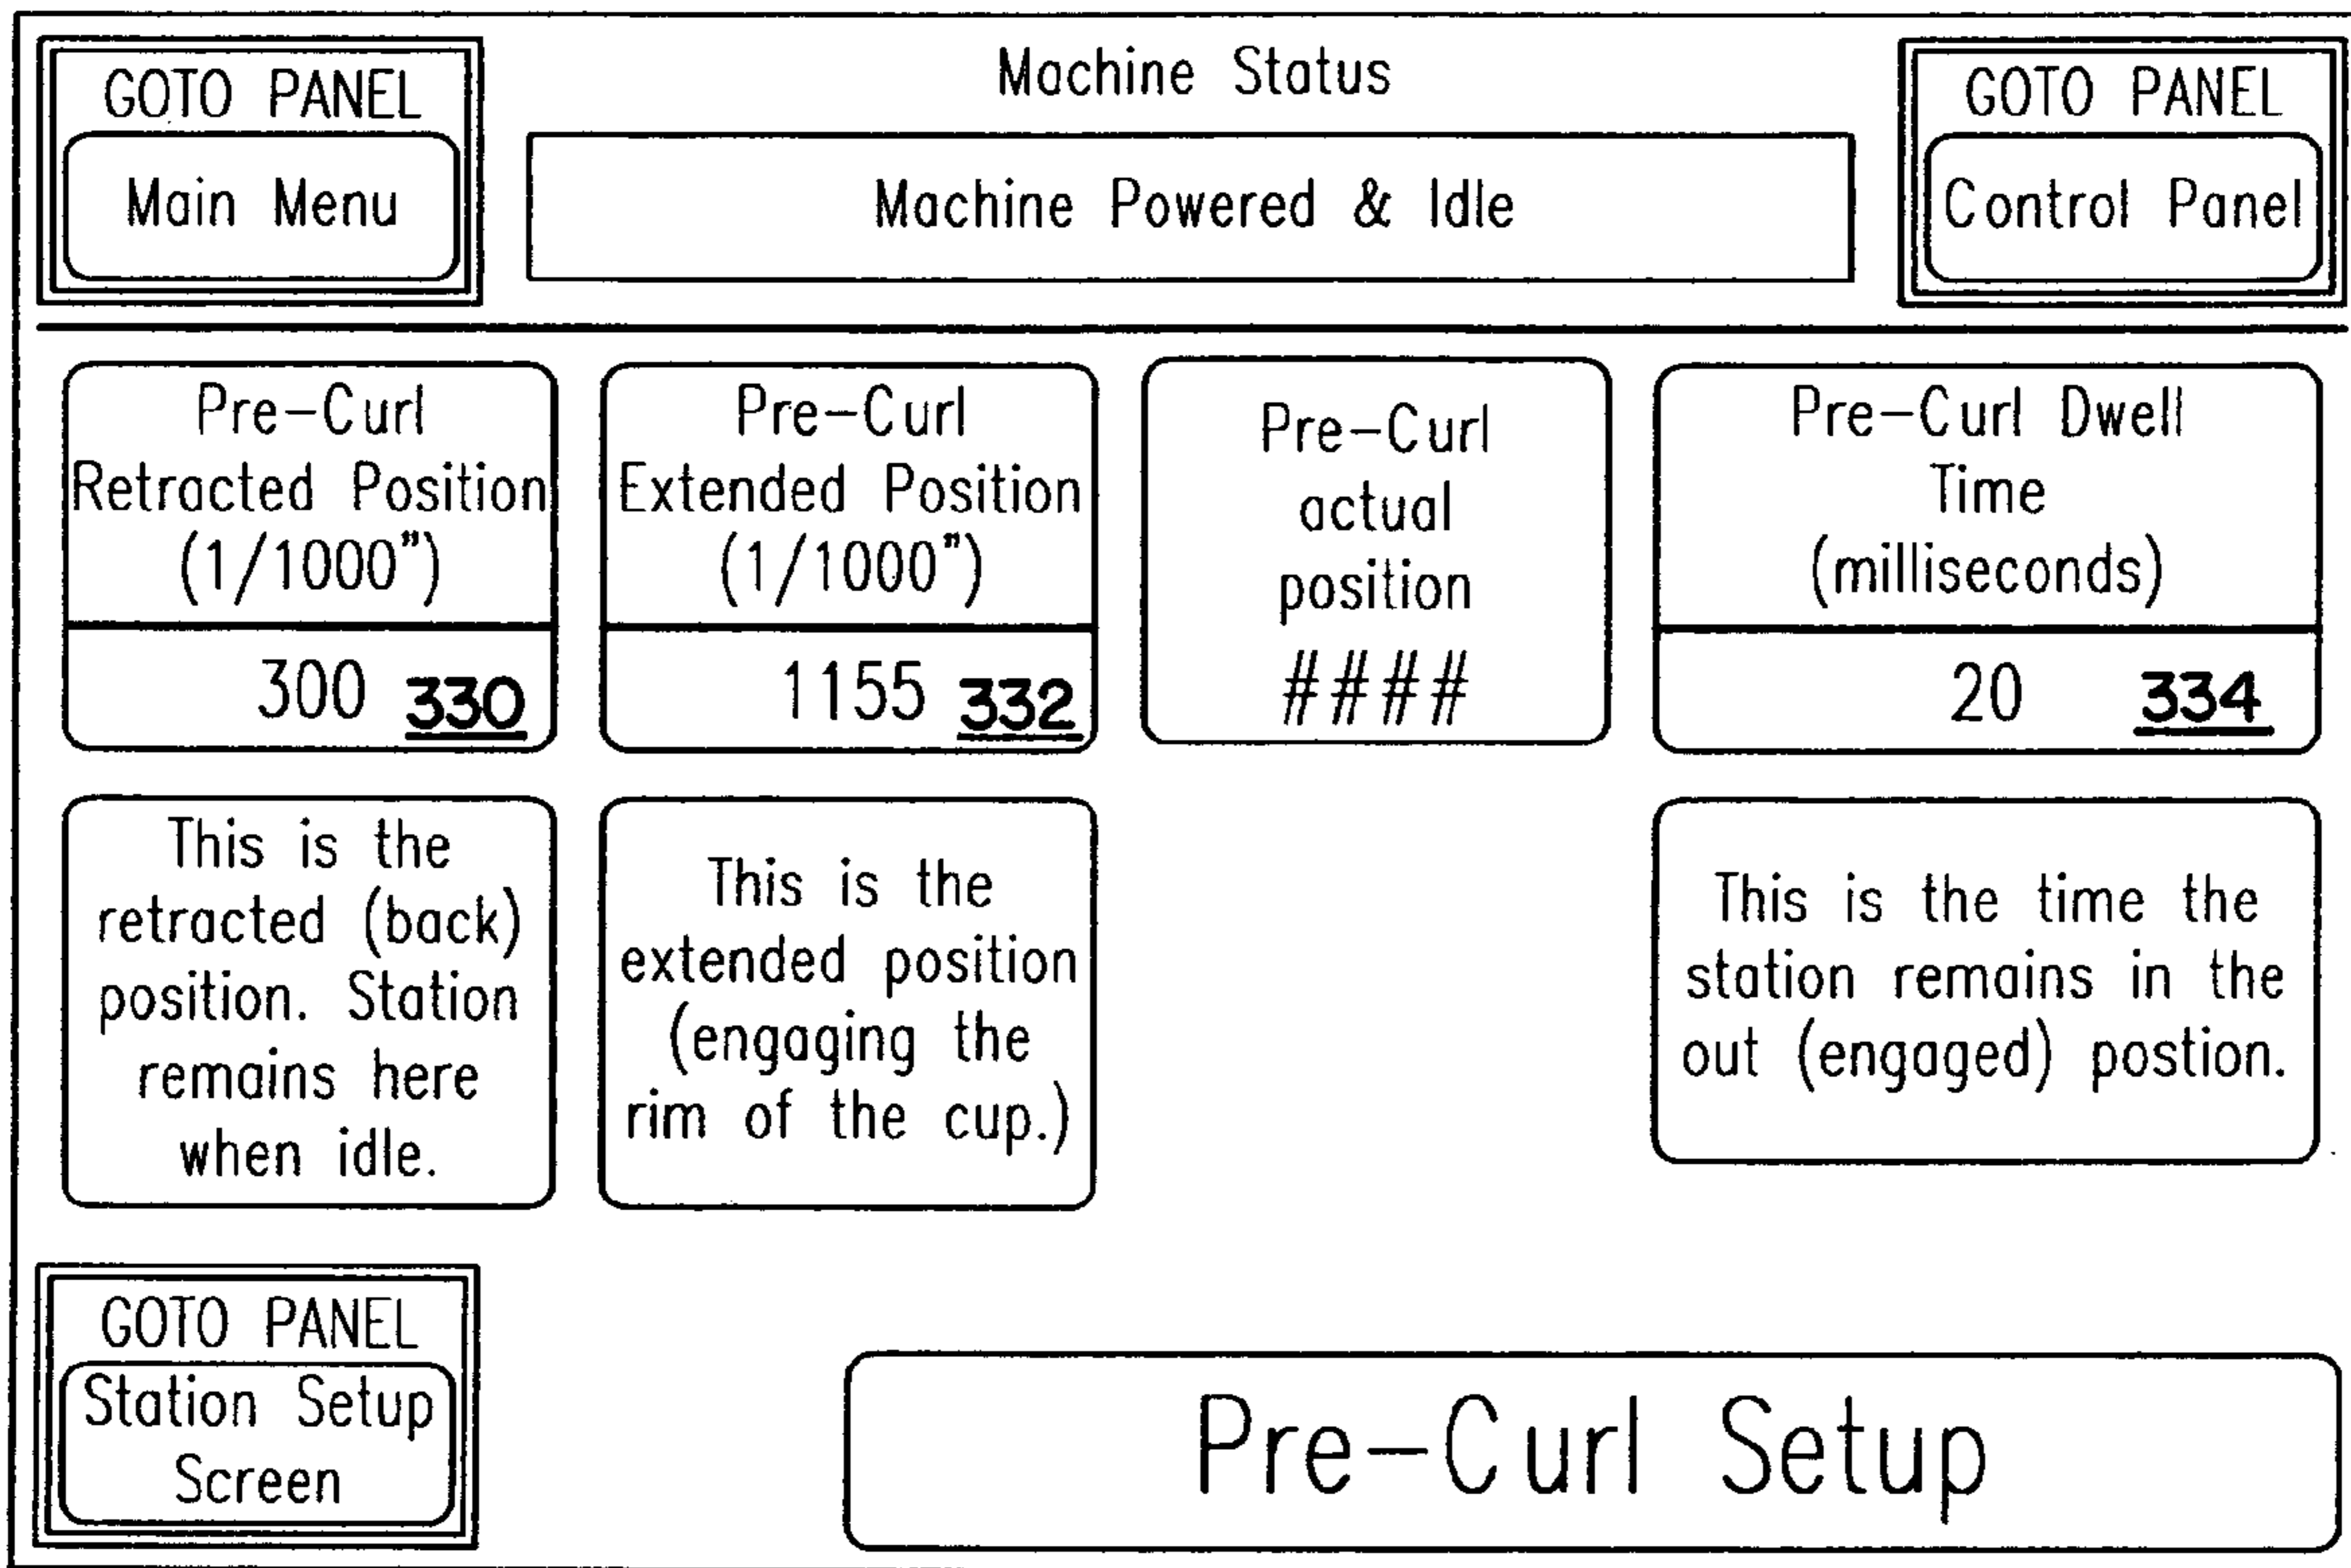 GOTO PANEL
Main Menu
Machine Status
Machine Powered & Idle
GOTO PANEL
Control Panel
Pre-Curl
Retracted Position
(1/1000")
300 330
Pre-Curl
Extended Position
(1/1000")
1155 332
Pre-Curl
actual
position
####
Pre-Curl Dwell
Time
(milliseconds)
20 334
This is the
retracted (back)
position. Station
remains here
when idle.
This is the
extended position
(engaging the
rim of the cup.)
This is the time the
station remains in the
out (engaged) postion.
GOTO PANEL
Station Setup
Screen
Pre-Curl Setup